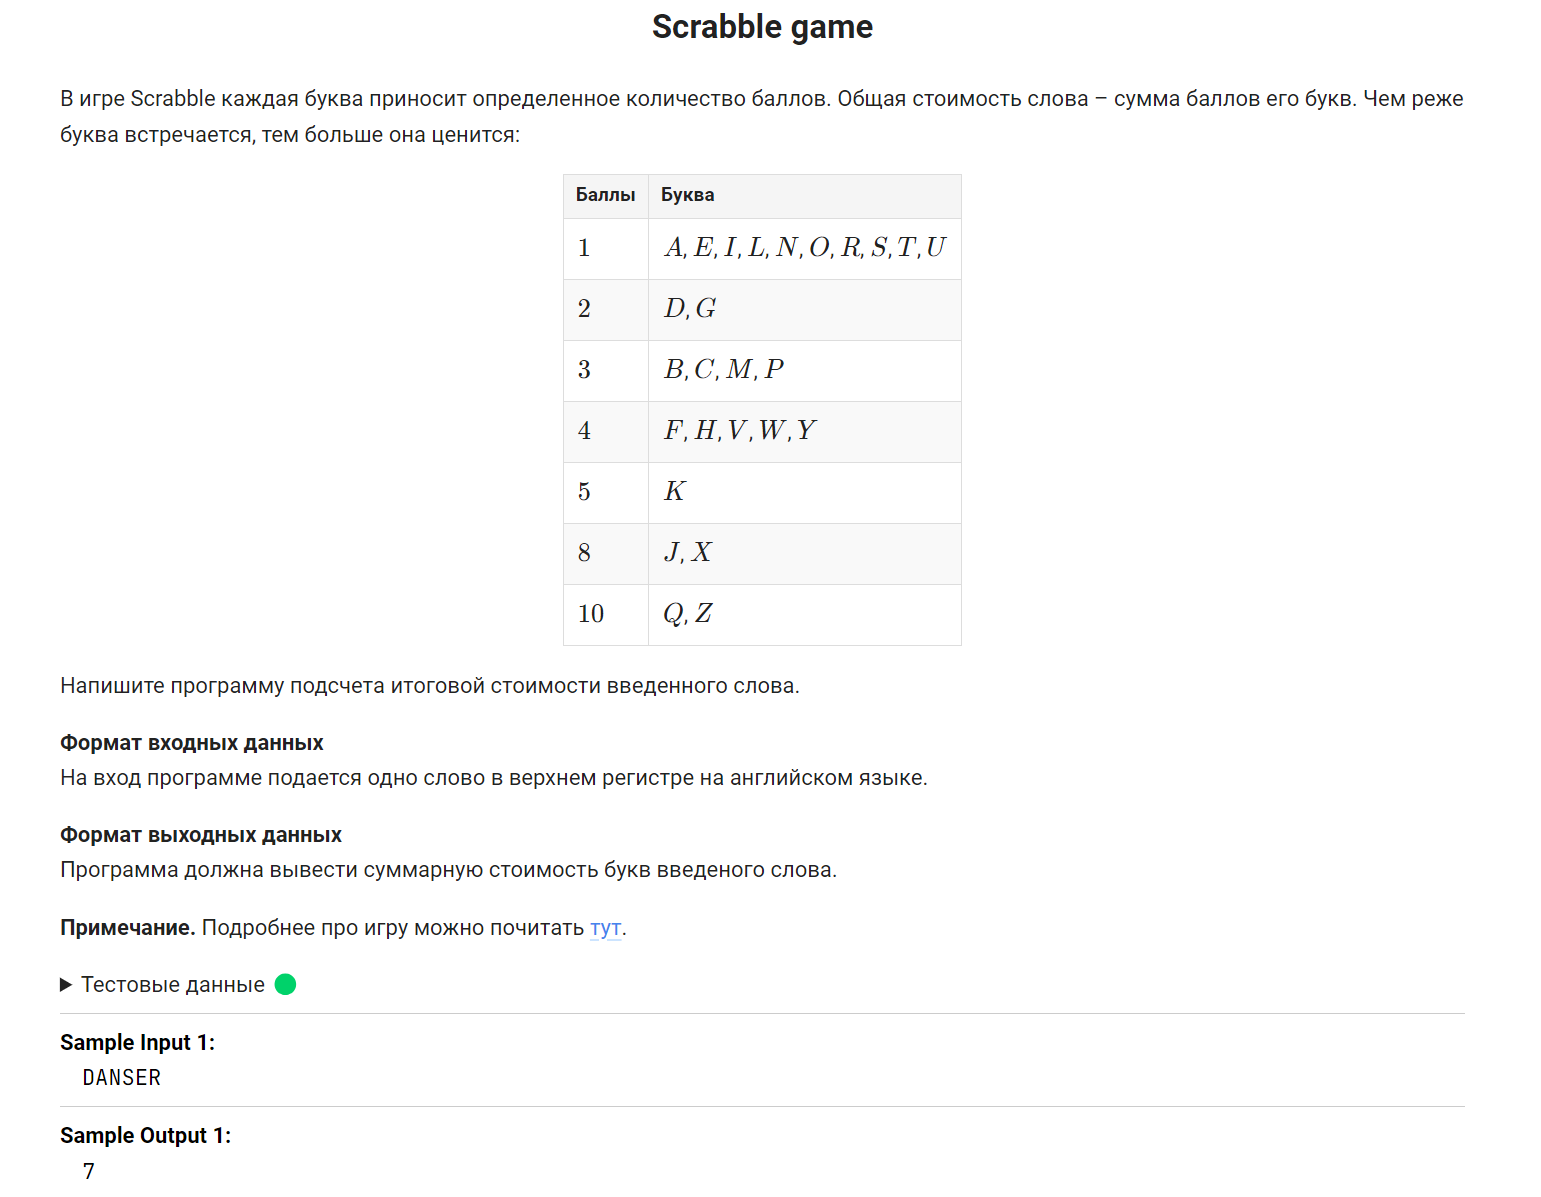 Scrabble game
В игре Scrabble каждая буква приносит определенное количество баллов. Общая стоимость слова – сумма баллов его букв. Чем реже
буква встречается, тем больше она ценится:
Баллы Буква
1 A, E, I, L, N, O, R, S, T, U
2 D, G
3 B, C, M, P
4 F, H, V, W, Y
5 K
8 J, X
10 Q, Z
Напишите программу подсчета итоговой стоимости введенного слова.
Формат входных данных
На вход программе подается одно слово в верхнем регистре на английском языке.
Формат выходных данных
Программа должна вывести суммарную стоимость букв введеного слова.
Примечание. Подробнее про игру можно почитать тут.
Тестовые данные
Sample Input 1:
DANSER
Sample Output 1:
7